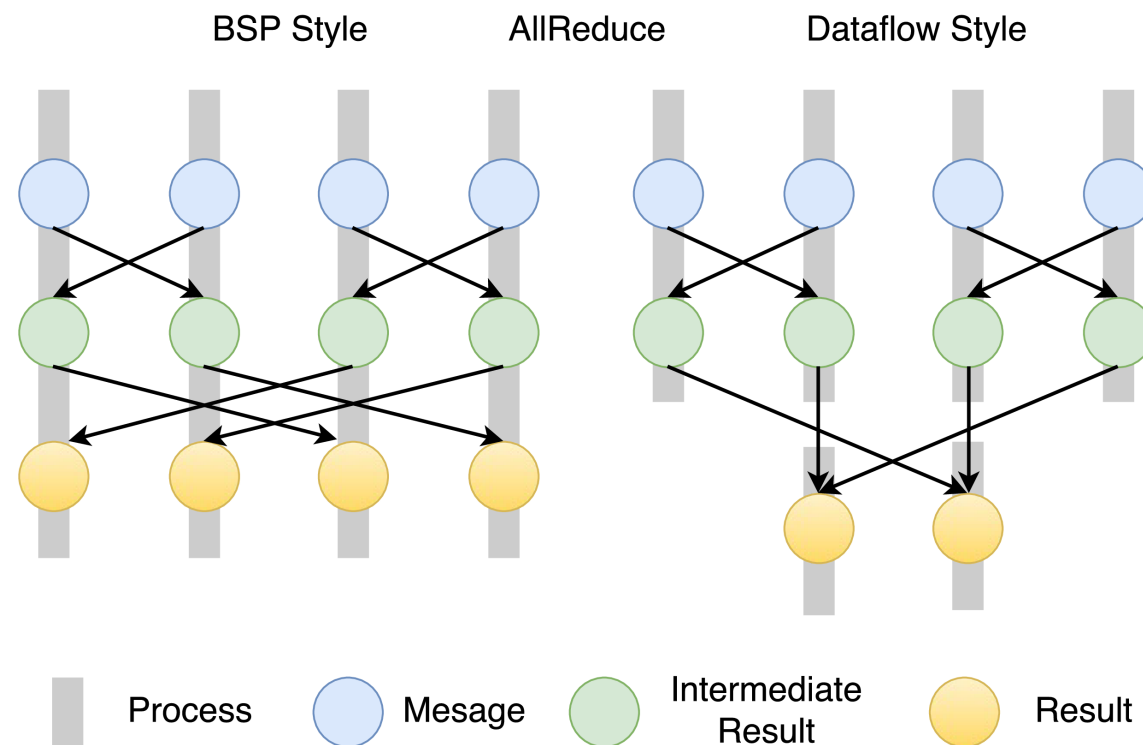 BSP Style
AllReduce
Dataflow Style
Process
Mesage
Intermediate
Result
Result